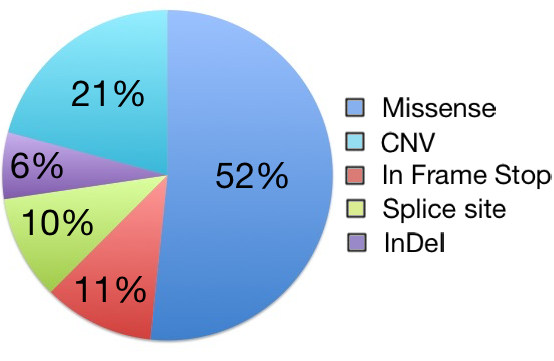 21%
6%
52%
10%
11%
Missense
CNV
In Frame Stop
Splice site
InDel